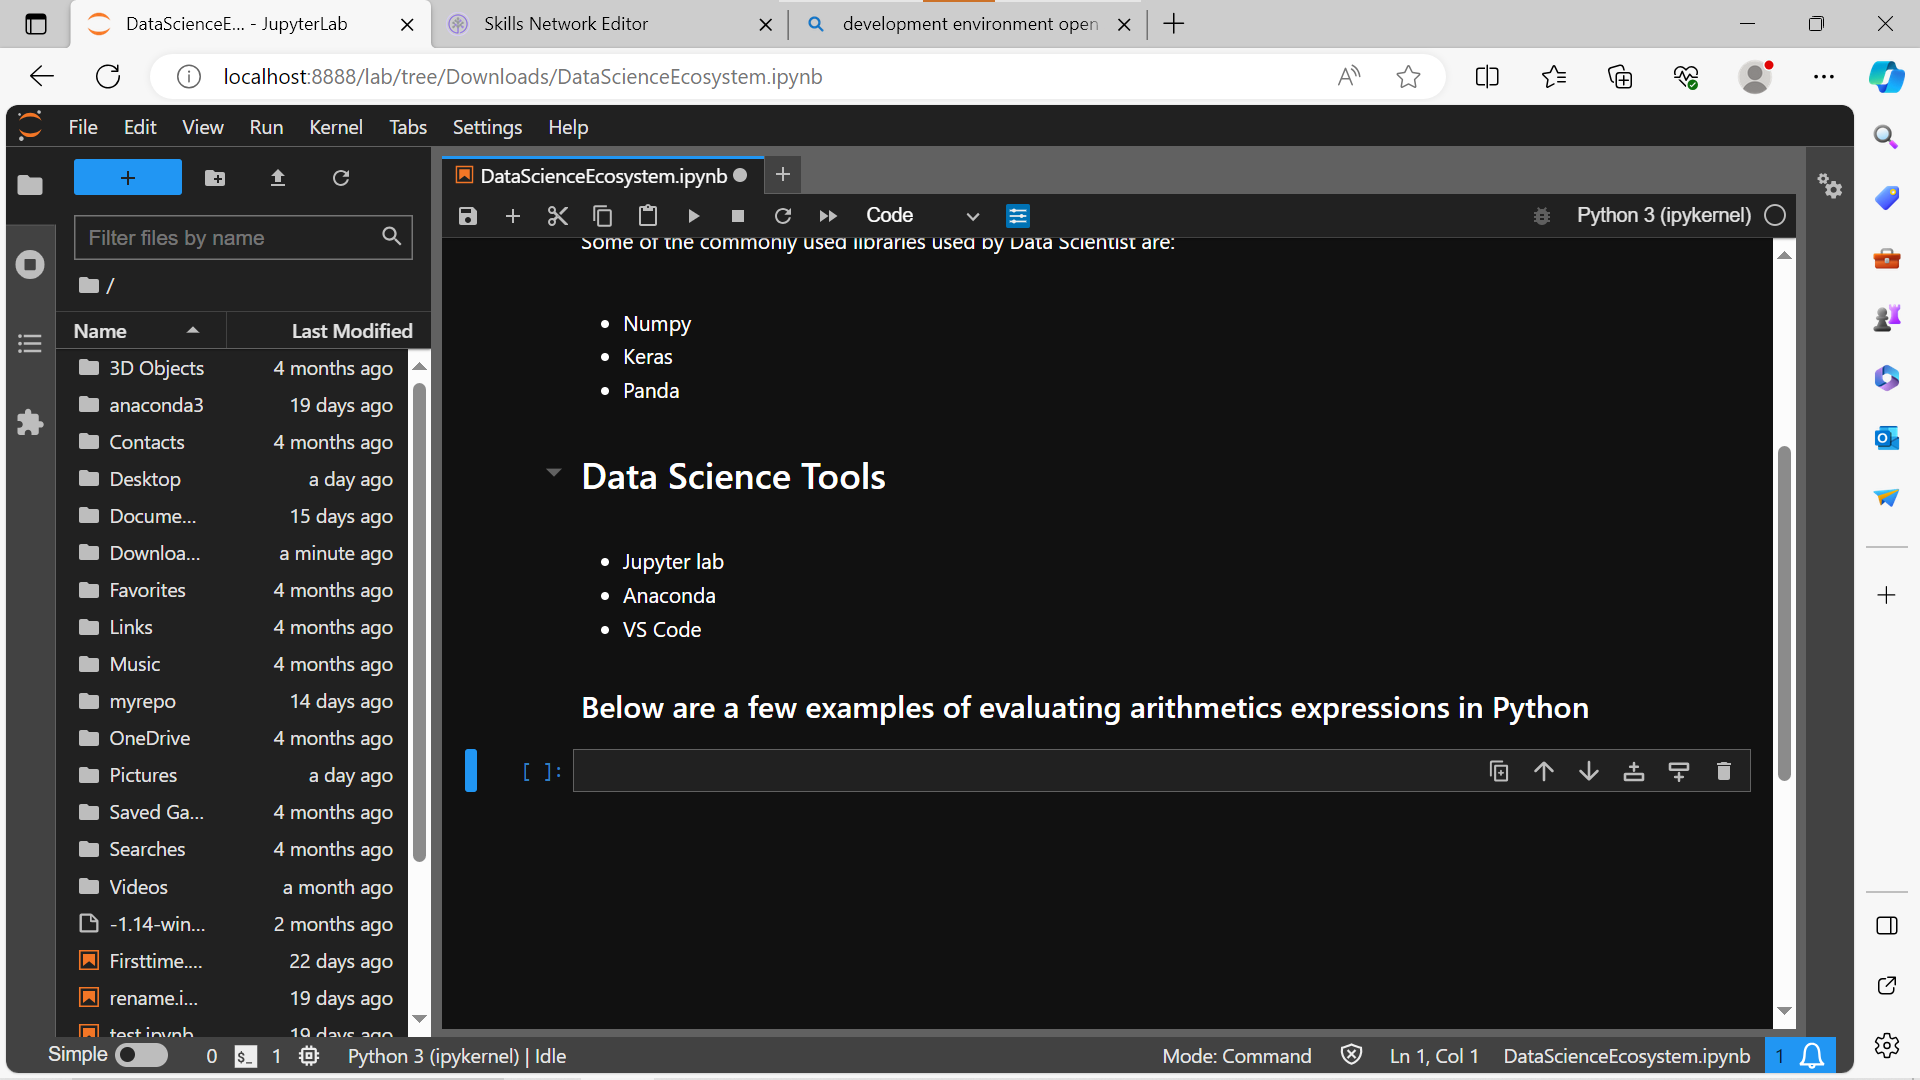 DataScienceE... - JupyterLab
Skills Network Editor
development environment open
localhost:8888/lab/tree/Downloads/DataScienceEcosystem.ipynb
File Edit View Run Kernel Tabs Settings Help
DataScienceEcosystem.ipynb
Code
Python 3 (ipykernel)
Filter files by name
/
Name Last Modified
3D Objects 4 months ago
anaconda3 19 days ago
Contacts 4 months ago
Desktop a day ago
Docume... 15 days ago
Downloa... a minute ago
Favorites 4 months ago
Links 4 months ago
Music 4 months ago
myrepo 14 days ago
OneDrive 4 months ago
Pictures a day ago
Saved Ga... 4 months ago
Searches 4 months ago
Videos a month ago
-1.14-win... 2 months ago
Firsttime.... 22 days ago
rename.i... 19 days ago
test.ipynb 19 days ago
Some of the commonly used libraries used by Data Scientist are:
• Numpy
• Keras
• Panda
Data Science Tools
• Jupyter lab
• Anaconda
• VS Code
Below are a few examples of evaluating arithmetics expressions in Python
[ ]:
Simple 0 $_ 1 Python 3 (ipykernel) | Idle
Mode: Command Ln 1, Col 1 DataScienceEcosystem.ipynb 1